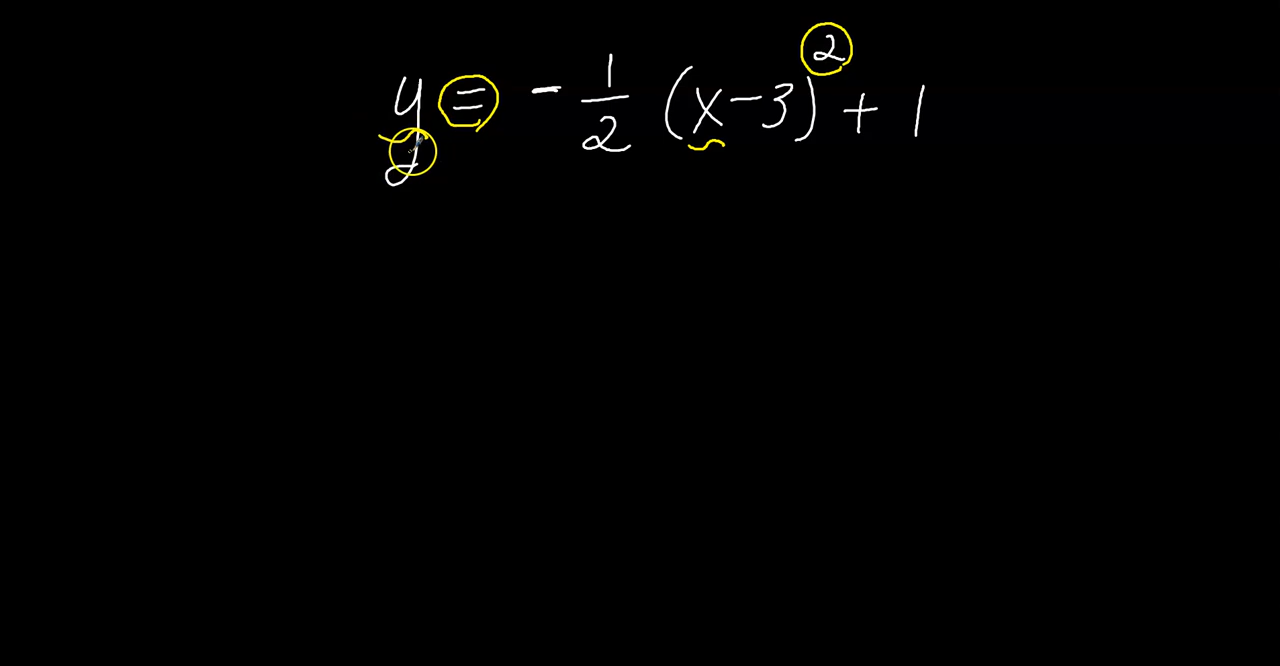 y = - 1/2 (x - 3)² + 1